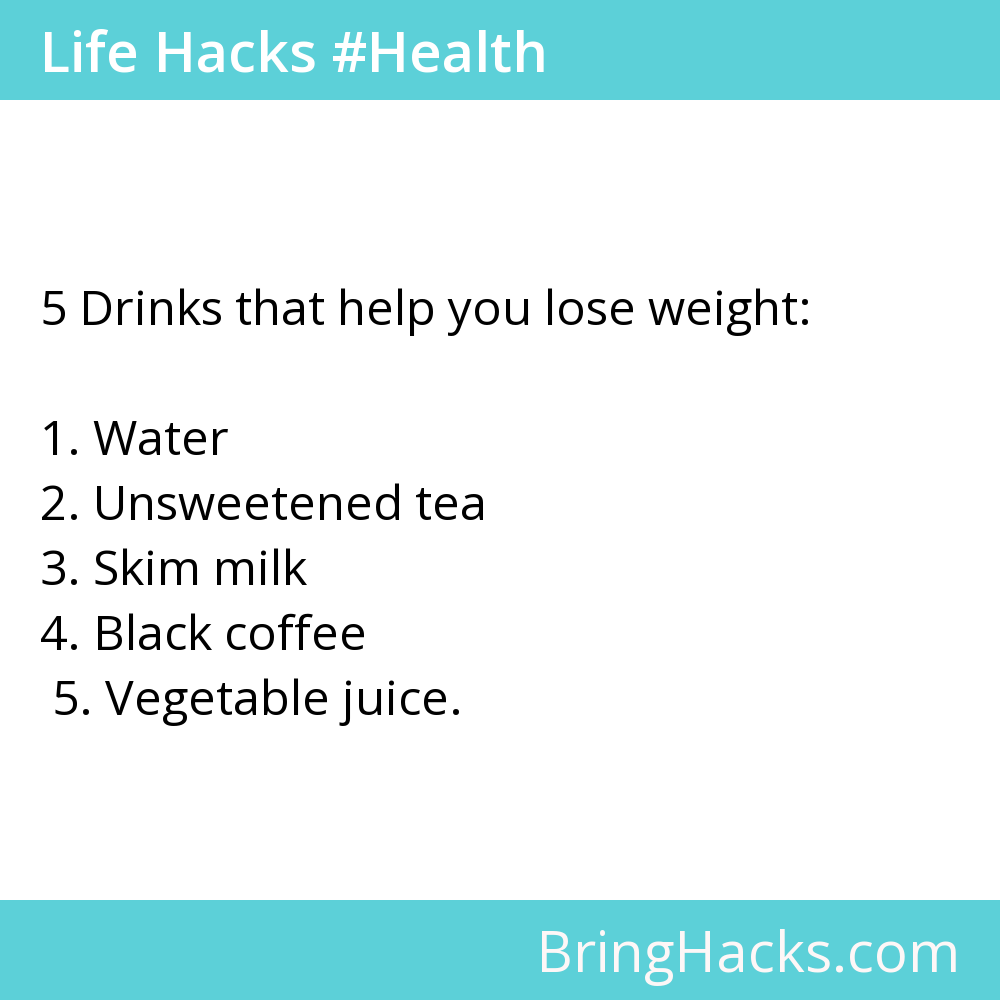 Life Hacks #Health
5 Drinks that help you lose weight:
1. Water
2. Unsweetened tea
3. Skim milk
4. Black coffee
5. Vegetable juice.
BringHacks.com